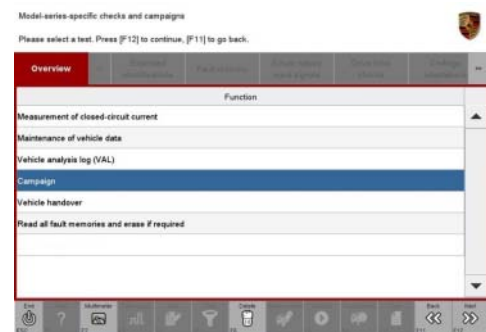 Model-series-specific checks and campaigns
Please select a test. Press [F12] to continue, [F11] to go back.
Overview
Function
Measurement of closed-circuit current
Maintenance of vehicle data
Vehicle analysis log (VAL)
Campaign
Vehicle handover
Read all fault memories and erase if required
End
Multimeter
Delete
Back
Next